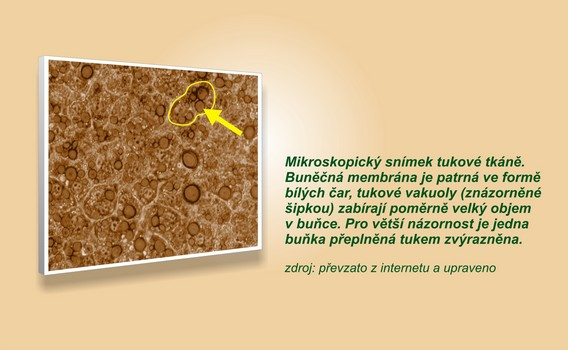 Mikroskopický snímek tukové tkáně.
Buněčná membrána je patrná ve formě
bílých čar, tukové vakuoly (znázorněné
šipkou) zabírají poměrně velký objem
v buňce. Pro větší názornost je jedna
buňka přeplněná tukem zvýrazněna.
zdroj: převzato z internetu a upraveno